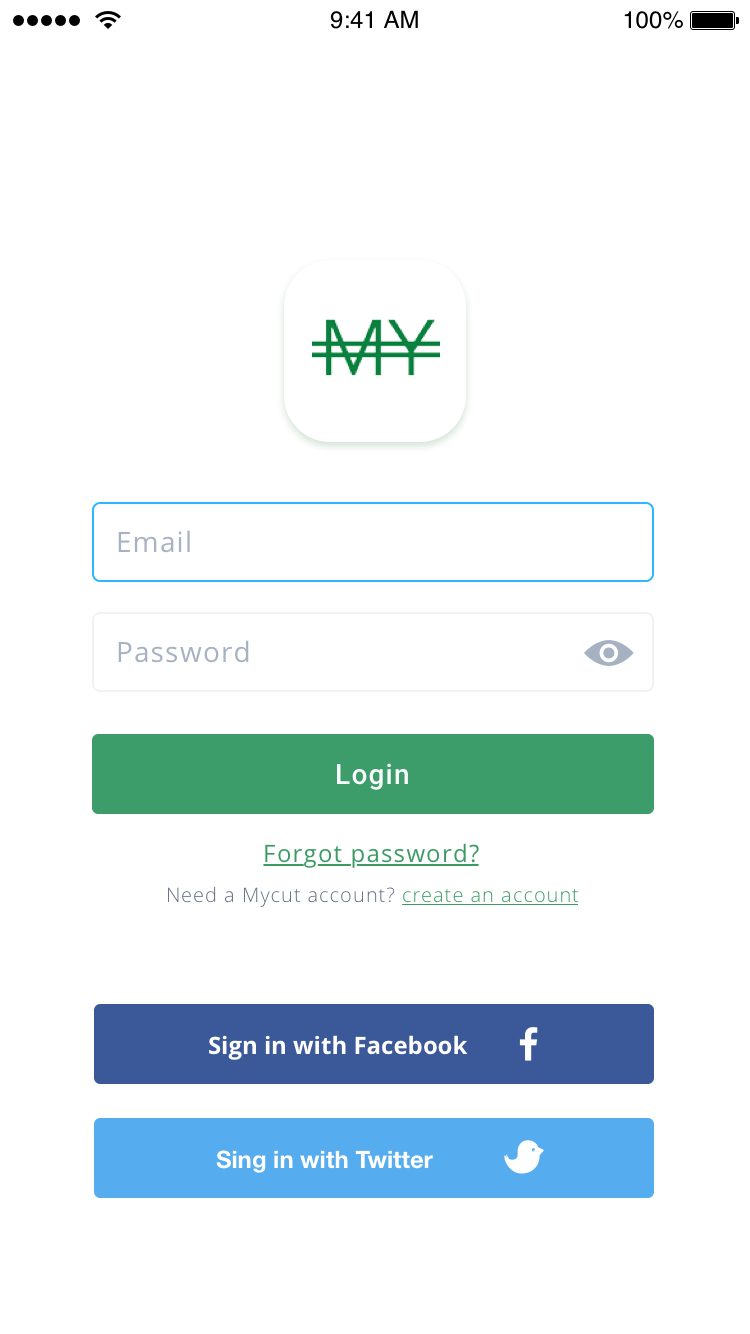 9:41 AM 100%
MY
Email
Password
Login
Forgot password?
Need a Mycut account? create an account
Sign in with Facebook
Sing in with Twitter